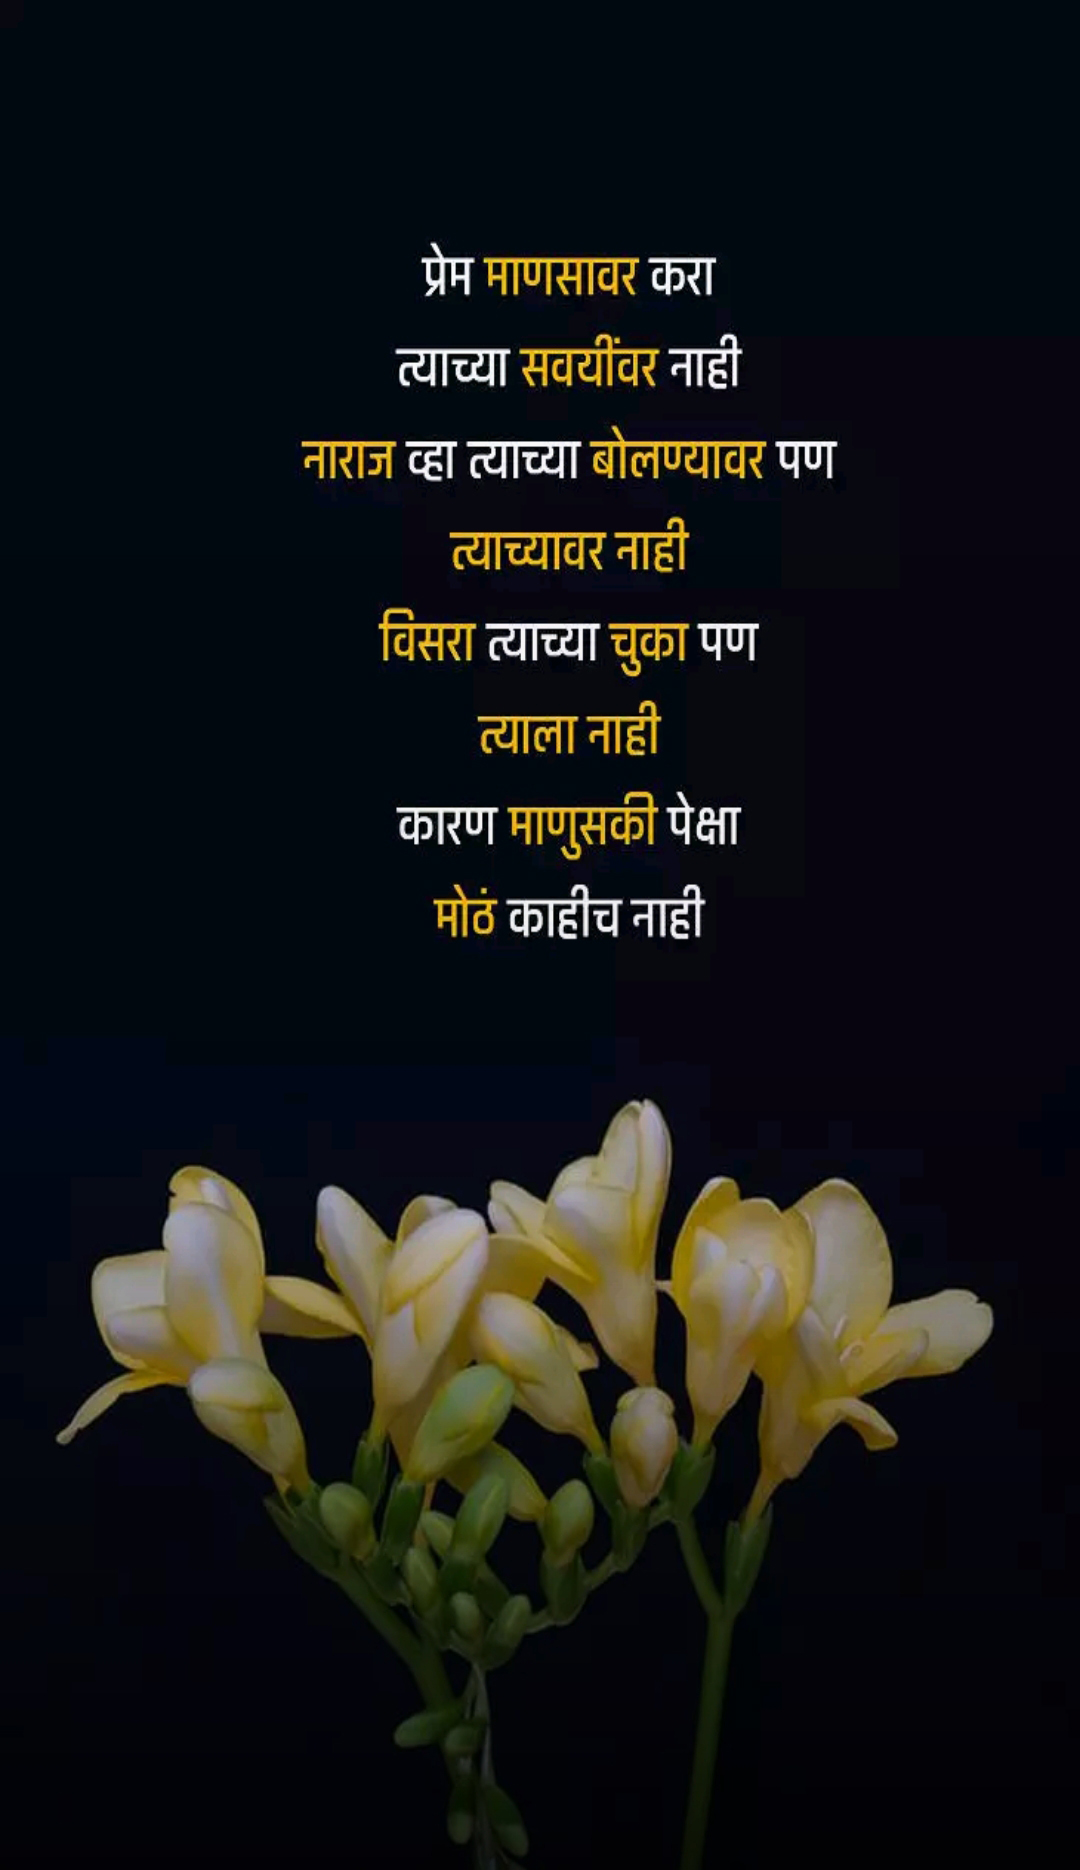 प्रेम माणसावर करा
त्याच्या सवयींवर नाही
नाराज व्हा त्याच्या बोलण्यावर पण
त्याच्यावर नाही
विसरा त्याच्या चुका पण
त्याला नाही
कारण माणुसकी पेक्षा
मोठं काहीच नाही